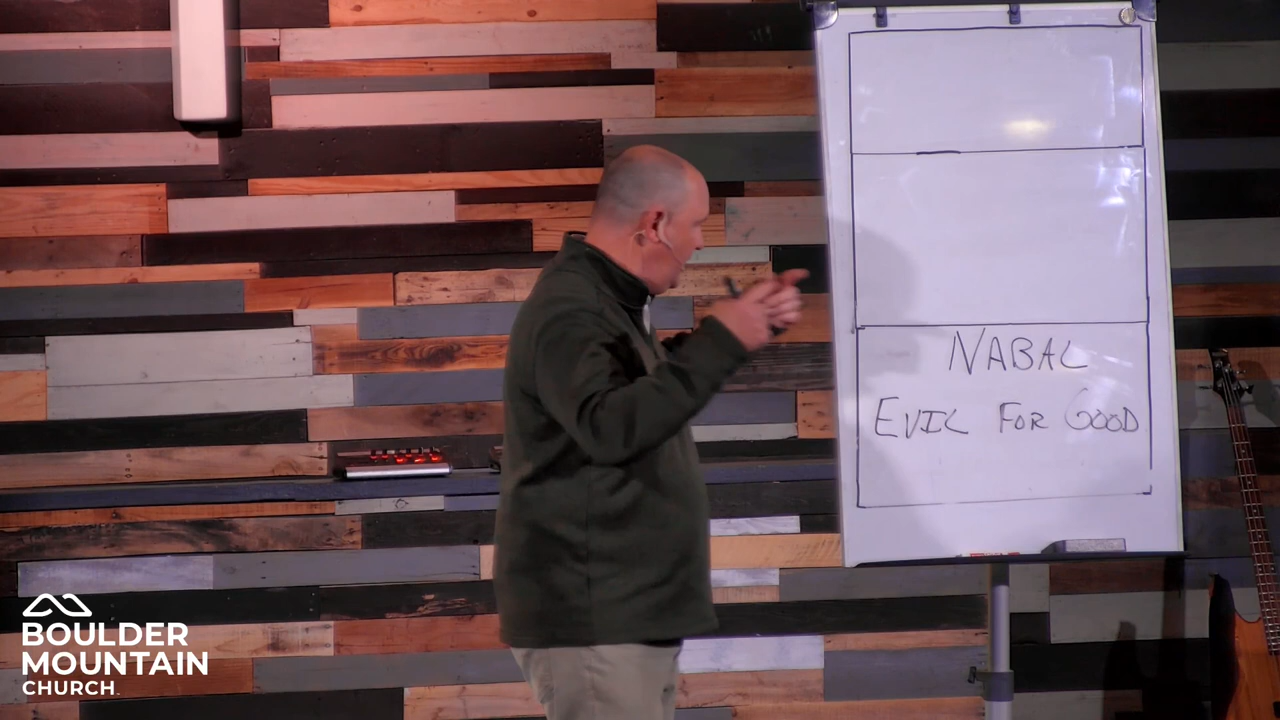 NABAL
EVIL FOR GOOD
BOULDER
MOUNTAIN
CHURCH